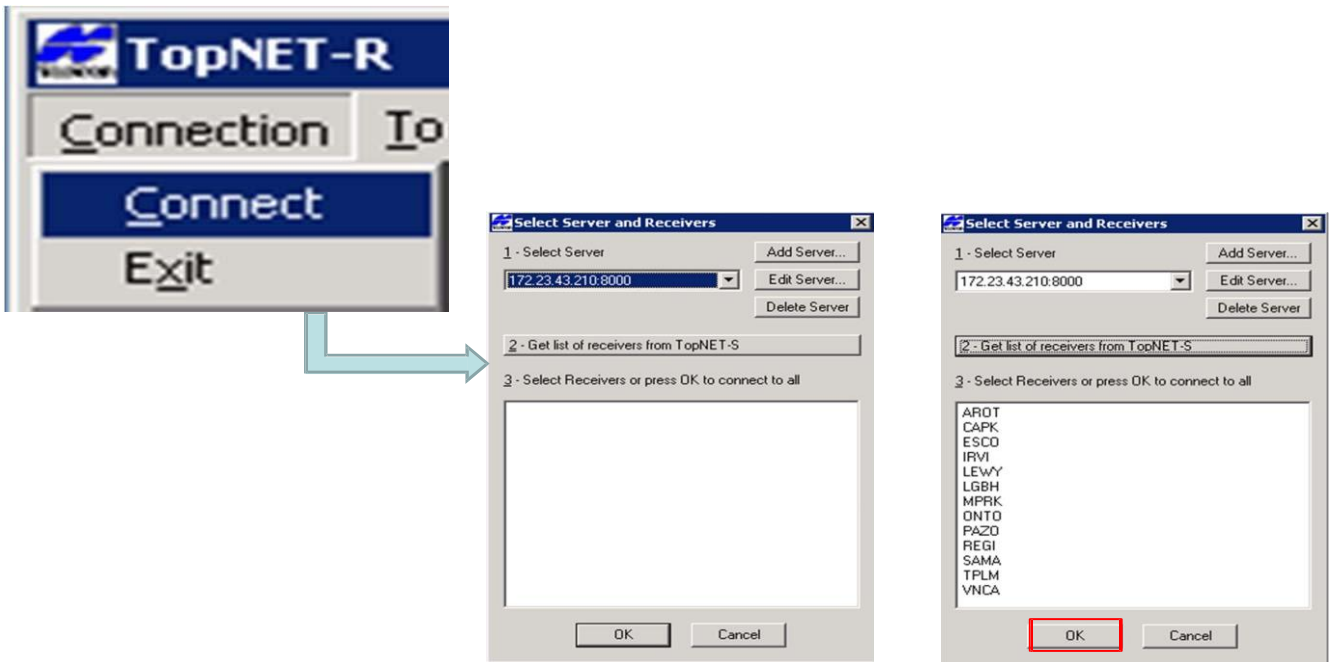 TopNET-R
Connection To
Connect
Exit
Select Server and Receivers
1 - Select Server
Add Server...
172.23.43.210:8000
Edit Server...
Delete Server
2 - Get list of receivers from TopNET-S
3 - Select Receivers or press OK to connect to all
OK Cancel
Select Server and Receivers
1 - Select Server
Add Server...
172.23.43.210:8000
Edit Server...
Delete Server
2 - Get list of receivers from TopNET-S
3 - Select Receivers or press OK to connect to all
AROT
CAPK
ESCO
IRVI
LEWY
LGBH
MPRK
ONTO
PAZO
REGI
SAMA
TPLM
VNCA
OK Cancel